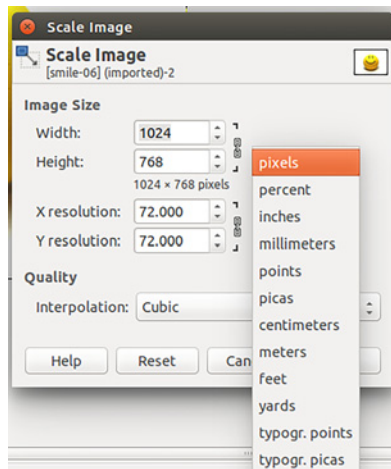 Scale Image
Scale Image
[smile-06] (imported)-2
Image Size
Width: 1024
Height: 768
1024 × 768 pixels
X resolution: 72.000
Y resolution: 72.000
Quality
Interpolation: Cubic
Help Reset Can
pixels
percent
inches
millimeters
points
picas
centimeters
meters
feet
yards
typogr. points
typogr. picas